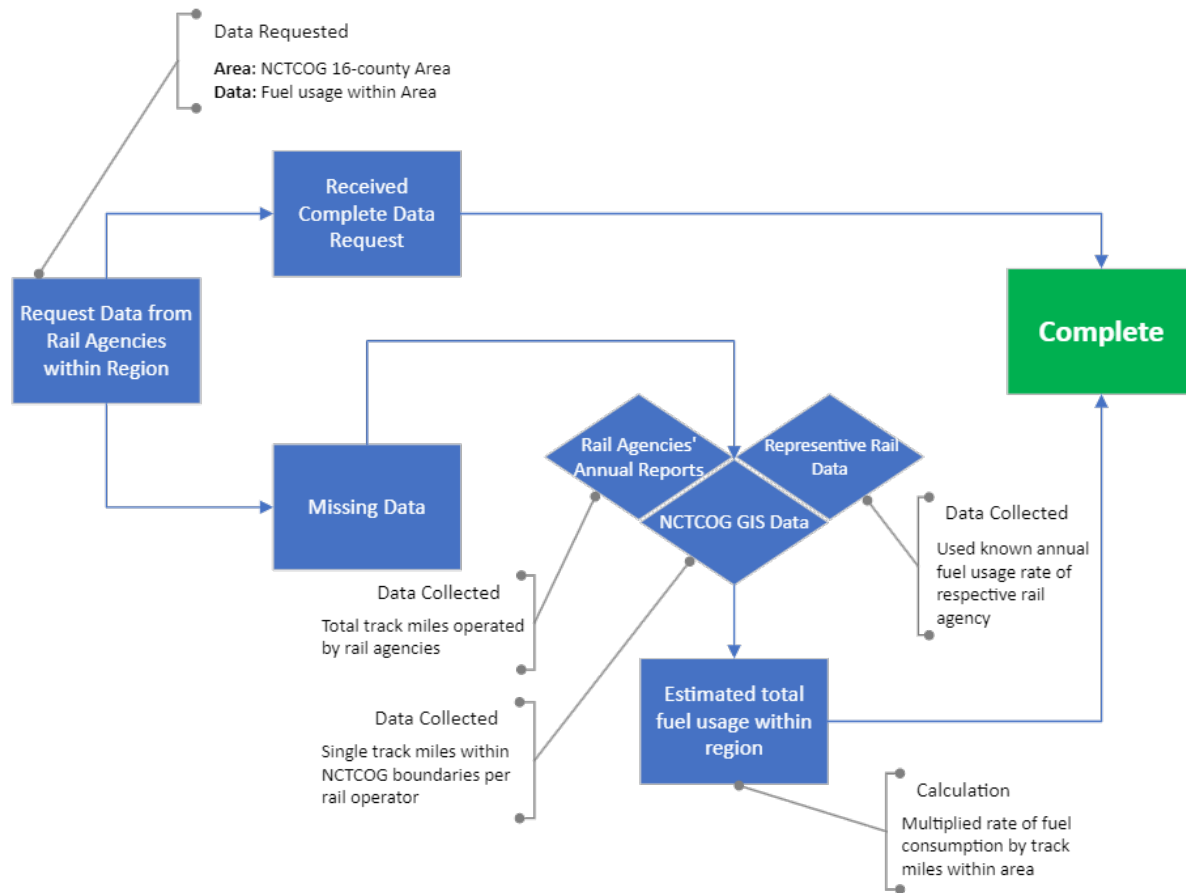 Data Requested
Area: NCTCOG 16-county Area
Data: Fuel usage within Area
Received
Complete Data
Request
Request Data from
Rail Agencies
within Region
Complete
Missing Data
Rail Agencies'
Annual Reports
Representive Rail
Data
NCTCOG GIS Data
Data Collected
Used known annual
fuel usage rate of
respective rail
agency
Data Collected
Total track miles operated
by rail agencies
Data Collected
Single track miles within
NCTCOG boundaries per
rail operator
Estimated total
fuel usage within
region
Calculation
Multiplied rate of fuel
consumption by track
miles within area